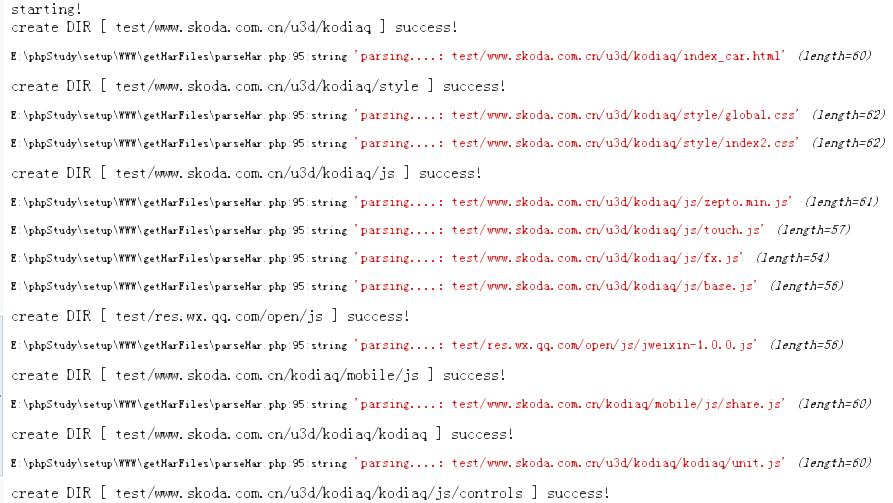 starting!
create DIR [ test/www.skoda.com.cn/u3d/kodiaq ] success!
E:\phpStudy\setup\WWW\getHarFiles\parseHar.php:95:string 'parsing....: test/www.skoda.com.cn/u3d/kodiaq/index_car.html' (length=60)
create DIR [ test/www.skoda.com.cn/u3d/kodiaq/style ] success!
E:\phpStudy\setup\WWW\getHarFiles\parseHar.php:95:string 'parsing....: test/www.skoda.com.cn/u3d/kodiaq/style/global.css' (length=62)
E:\phpStudy\setup\WWW\getHarFiles\parseHar.php:95:string 'parsing....: test/www.skoda.com.cn/u3d/kodiaq/style/index2.css' (length=62)
create DIR [ test/www.skoda.com.cn/u3d/kodiaq/js ] success!
E:\phpStudy\setup\WWW\getHarFiles\parseHar.php:95:string 'parsing....: test/www.skoda.com.cn/u3d/kodiaq/js/zepto.min.js' (length=61)
E:\phpStudy\setup\WWW\getHarFiles\parseHar.php:95:string 'parsing....: test/www.skoda.com.cn/u3d/kodiaq/js/touch.js' (length=57)
E:\phpStudy\setup\WWW\getHarFiles\parseHar.php:95:string 'parsing....: test/www.skoda.com.cn/u3d/kodiaq/js/fx.js' (length=54)
E:\phpStudy\setup\WWW\getHarFiles\parseHar.php:95:string 'parsing....: test/www.skoda.com.cn/u3d/kodiaq/js/base.js' (length=56)
create DIR [ test/res.wx.qq.com/open/js ] success!
E:\phpStudy\setup\WWW\getHarFiles\parseHar.php:95:string 'parsing....: test/res.wx.qq.com/open/js/jweixin-1.0.0.js' (length=56)
create DIR [ test/www.skoda.com.cn/kodiaq/mobile/js ] success!
E:\phpStudy\setup\WWW\getHarFiles\parseHar.php:95:string 'parsing....: test/www.skoda.com.cn/kodiaq/mobile/js/share.js' (length=60)
create DIR [ test/www.skoda.com.cn/u3d/kodiaq/kodiaq ] success!
E:\phpStudy\setup\WWW\getHarFiles\parseHar.php:95:string 'parsing....: test/www.skoda.com.cn/u3d/kodiaq/kodiaq/unit.js' (length=60)
create DIR [ test/www.skoda.com.cn/u3d/kodiaq/kodiaq/js/controls ] success!